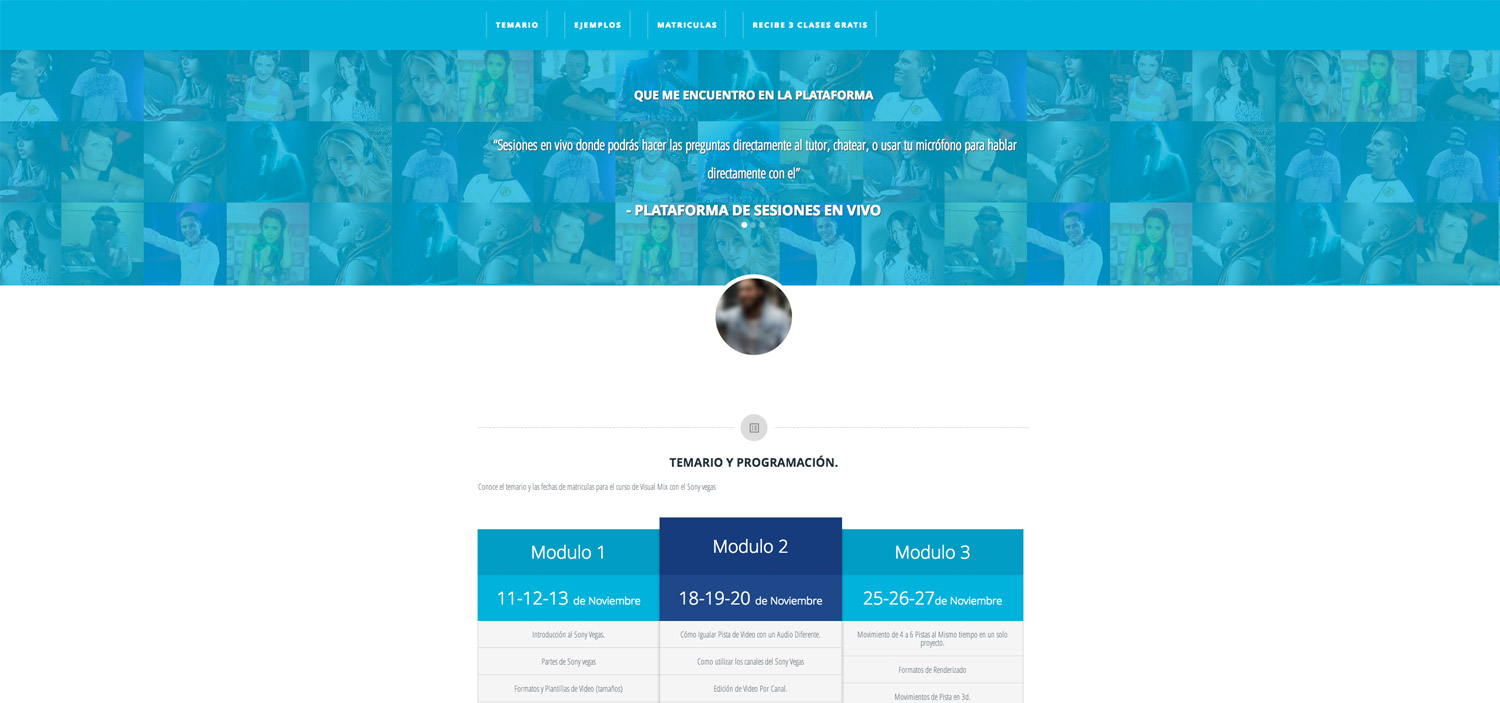 TEMARIO
EJEMPLOS
MATRICULAS
RECIBE 3 CLASES GRATIS
QUE ME ENCUENTRO EN LA PLATAFORMA
“Sesiones en vivo donde podrás hacer las preguntas directamente al tutor, chatear, o usar tu micrófono para hablar
directamente con el”
- PLATAFORMA DE SESIONES EN VIVO
TEMARIO Y PROGRAMACIÓN.
Conoce el temario y las fechas de matriculas para el curso de Visual Mix con el Sony vegas
Modulo 1
11-12-13 de Noviembre
Introducción al Sony Vegas.
Partes de Sony vegas
Formatos y Plantillas de Video (tamaños)
Modulo 2
18-19-20 de Noviembre
Cómo Igualar Pista de Video con un Audio Diferente.
Como utilizar los canales del Sony Vegas
Edición de Video Por Canal.
Modulo 3
25-26-27de Noviembre
Movimiento de 4 a 6 Pistas al Mismo tiempo en un solo
proyecto.
Formatos de Renderizado
Movimientos de Pista en 3d.